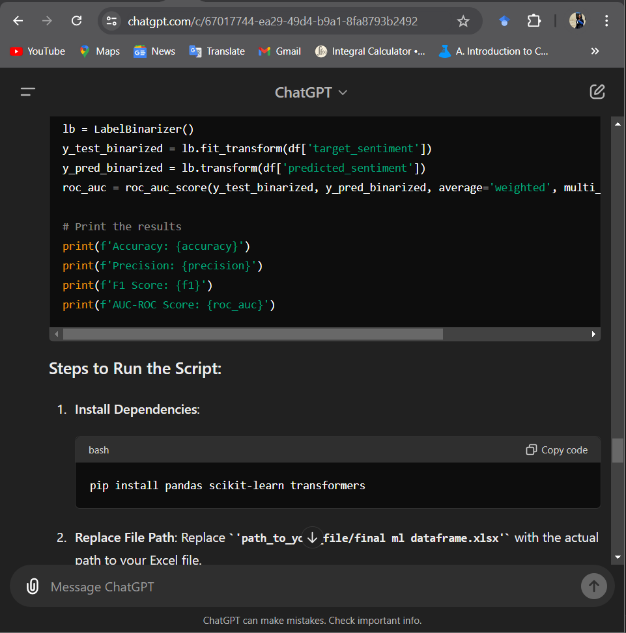 chatgpt.com/c/67017744-ea29-49d4-b9a1-8fa8793b2492
YouTube Maps News Translate Gmail Integral Calculator •... A. Introduction to C... »
ChatGPT
lb = LabelBinarizer()
y_test_binarized = lb.fit_transform(df['target_sentiment'])
y_pred_binarized = lb.transform(df['predicted_sentiment'])
roc_auc = roc_auc_score(y_test_binarized, y_pred_binarized, average='weighted', multi_
# Print the results
print(f'Accuracy: {accuracy}')
print(f'Precision: {precision}')
print(f'F1 Score: {f1}')
print(f'AUC-ROC Score: {roc_auc}')
Steps to Run the Script:
1. Install Dependencies:
bash Copy code
pip install pandas scikit-learn transformers
2. Replace File Path: Replace `'path_to_yo file/final ml dataframe.xlsx'` with the actual
path to your Excel file.
Message ChatGPT
ChatGPT can make mistakes. Check important info.